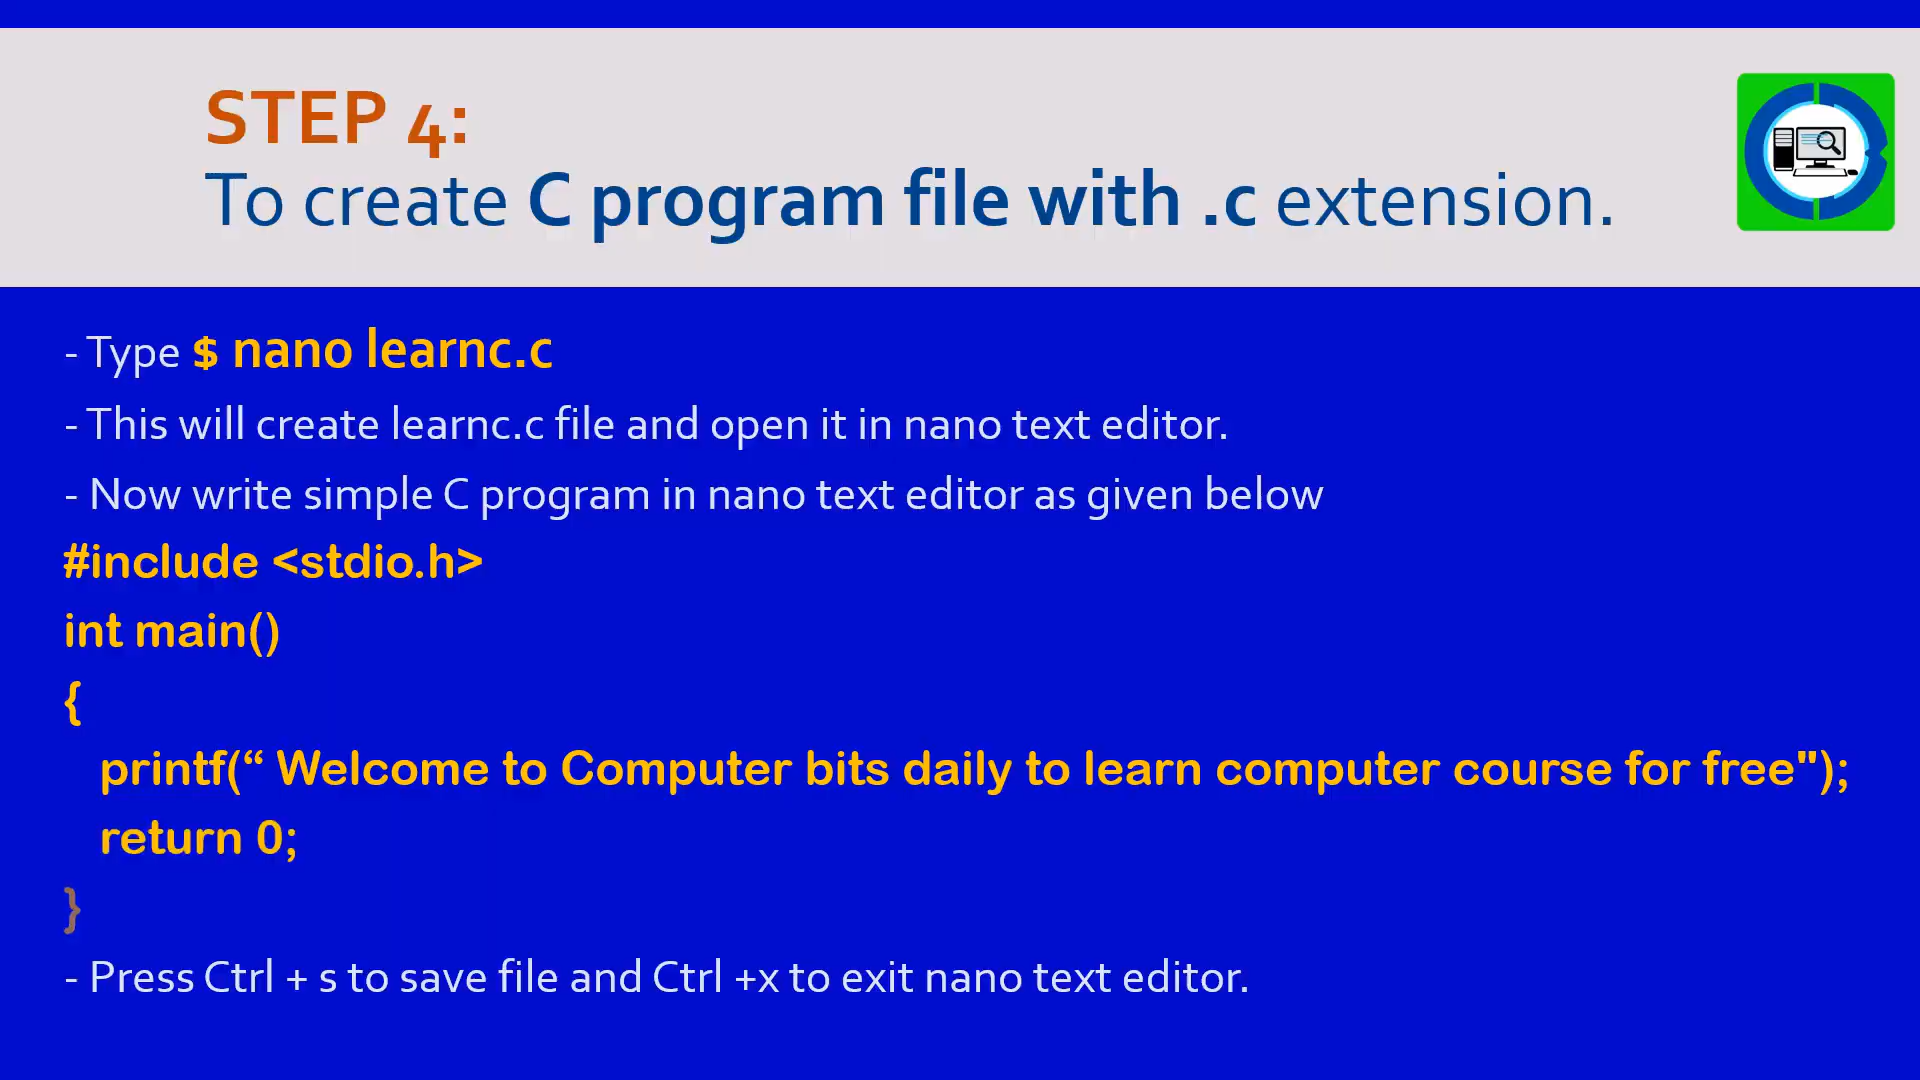 STEP 4:
To create C program file with .c extension.
- Type $ nano learnc.c
- This will create learnc.c file and open it in nano text editor.
- Now write simple C program in nano text editor as given below
#include <stdio.h>
int main()
{
printf(“ Welcome to Computer bits daily to learn computer course for free");
return 0;
}
- Press Ctrl + s to save file and Ctrl +x to exit nano text editor.